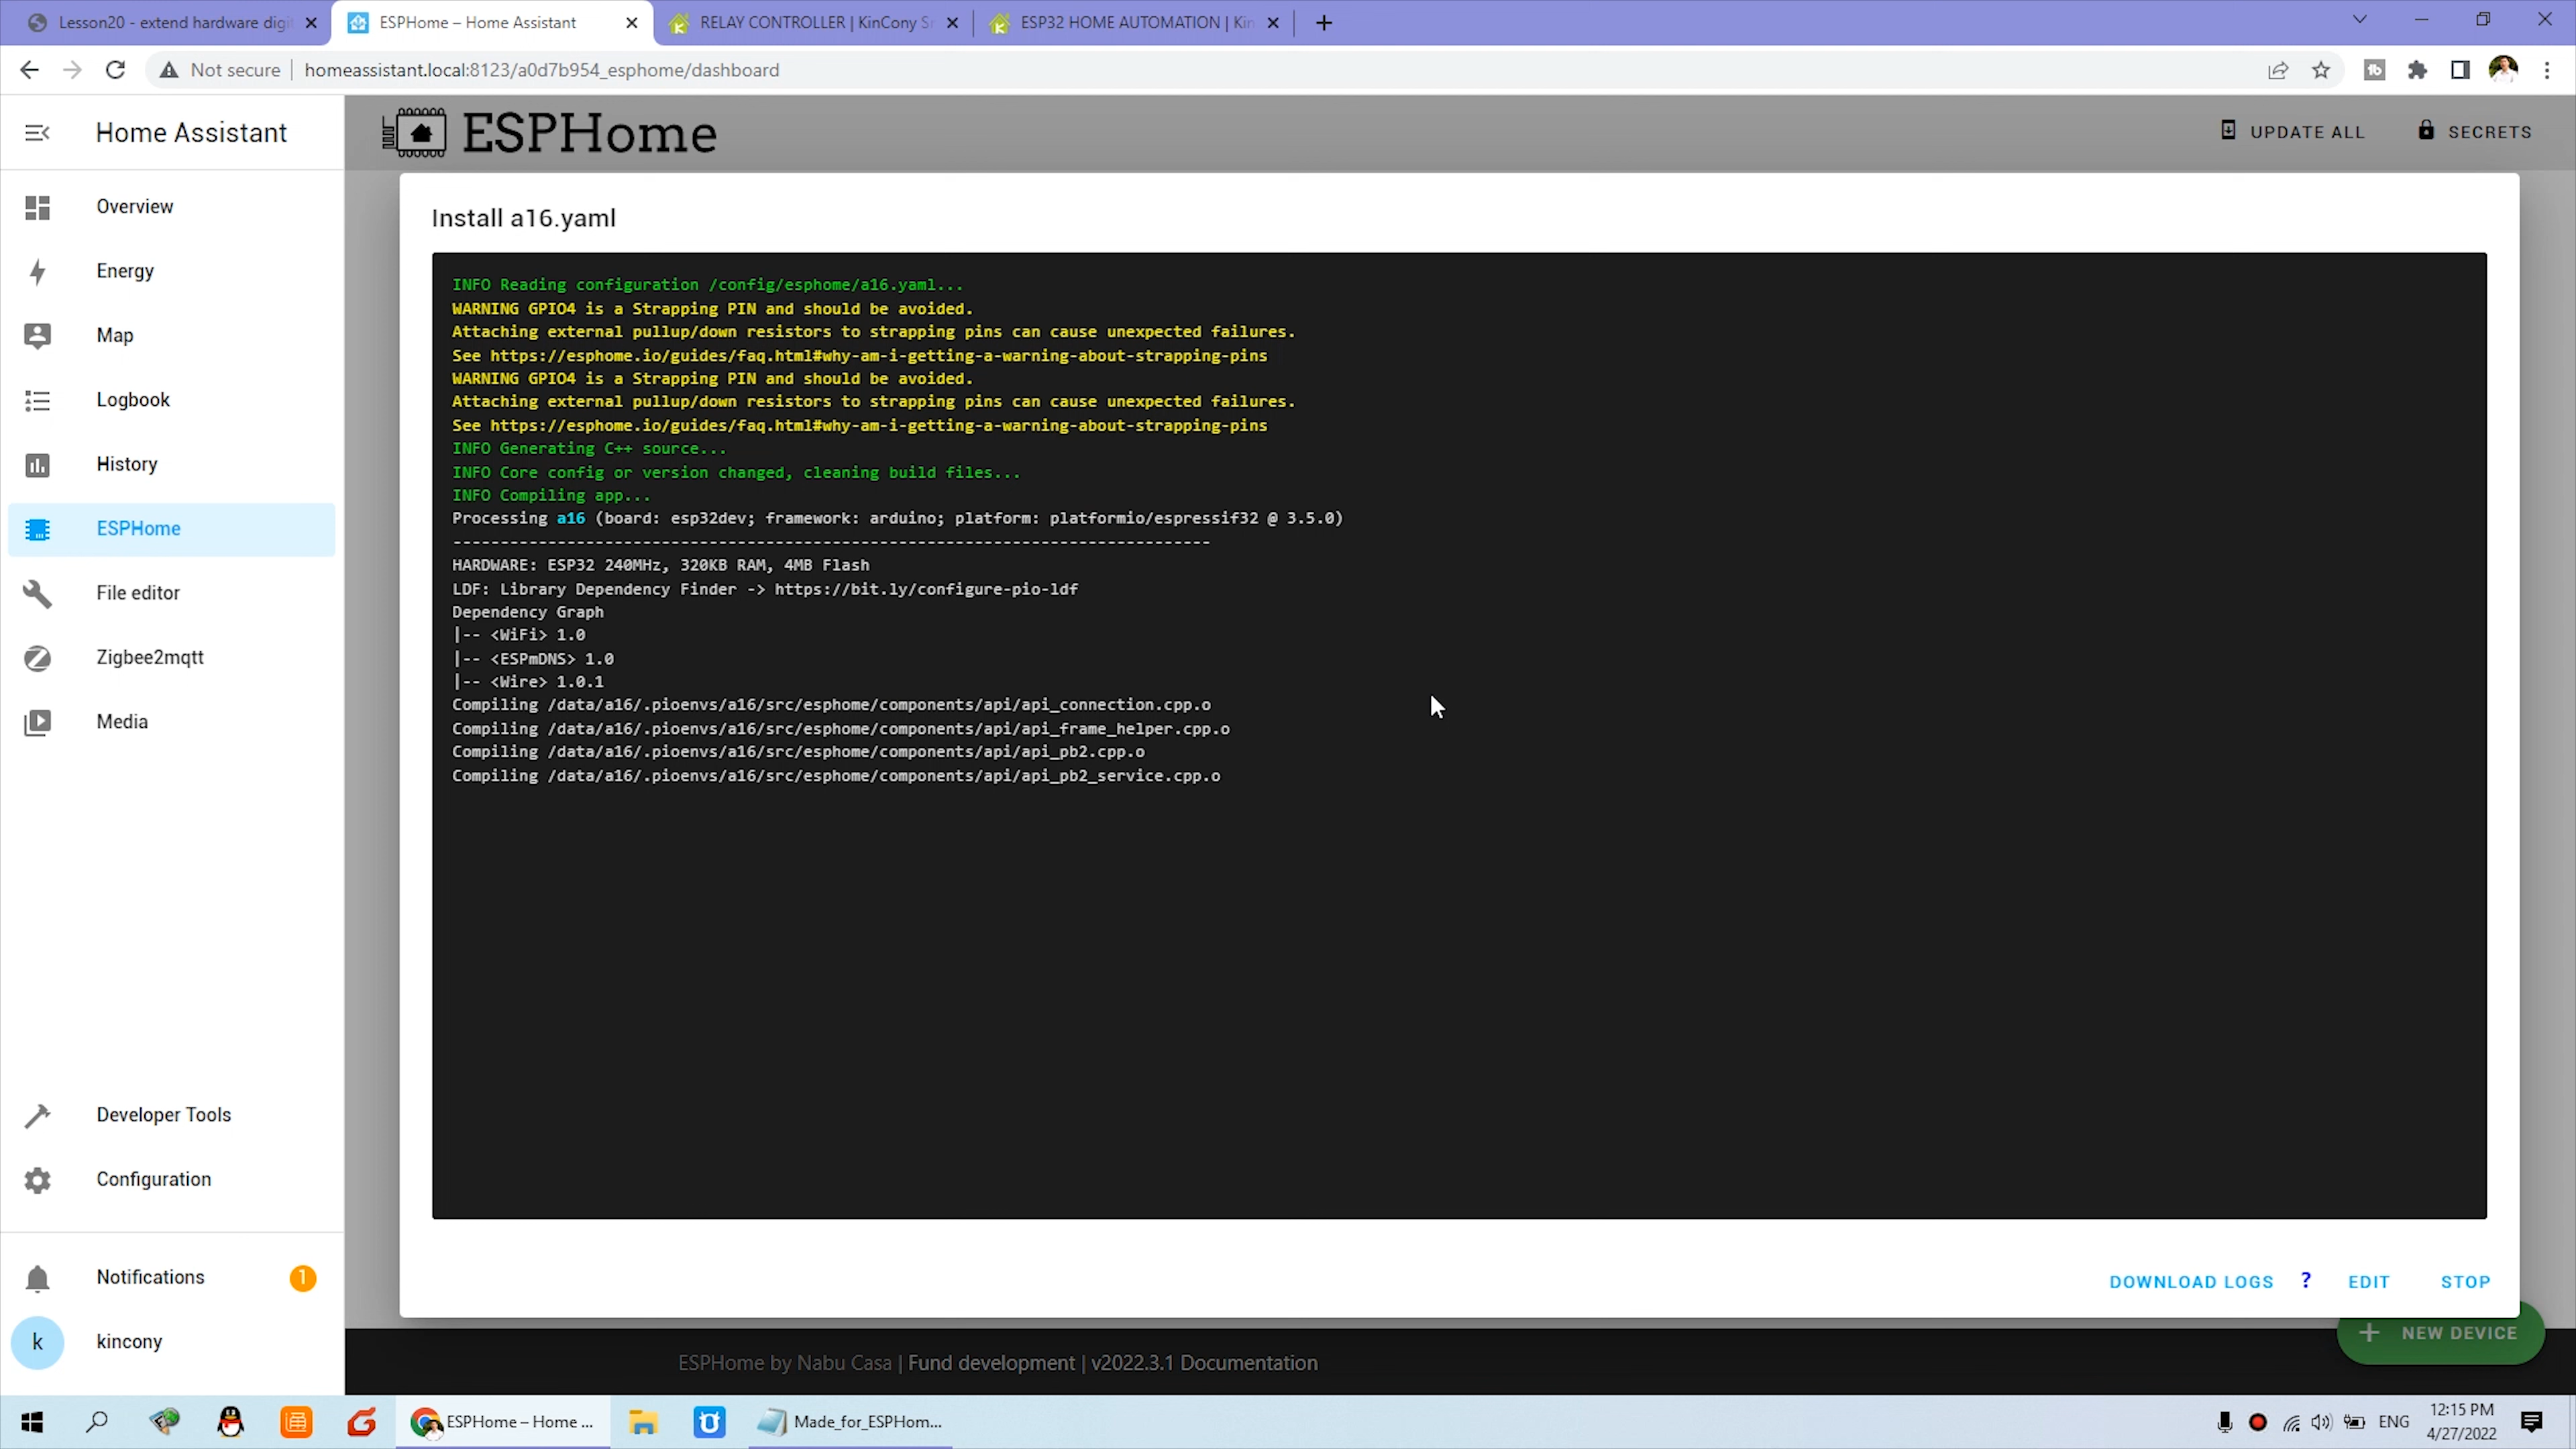 Lesson20 - extend hardware digi
ESPHome – Home Assistant
RELAY CONTROLLER | KinCony Sr
ESP32 HOME AUTOMATION | Kin
Not secure
homeassistant.local:8123/a0d7b954_esphome/dashboard
Home Assistant
ESPHome
UPDATE ALL
SECRETS
Overview
Energy
Map
Logbook
History
ESPHome
File editor
Zigbee2mqtt
Media
Developer Tools
Configuration
Notifications
1
k
kincony
Install a16.yaml
INFO Reading configuration /config/esphome/a16.yaml...
WARNING GPIO4 is a Strapping PIN and should be avoided.
Attaching external pullup/down resistors to strapping pins can cause unexpected failures.
See https://esphome.io/guides/faq.html#why-am-i-getting-a-warning-about-strapping-pins
WARNING GPIO4 is a Strapping PIN and should be avoided.
Attaching external pullup/down resistors to strapping pins can cause unexpected failures.
See https://esphome.io/guides/faq.html#why-am-i-getting-a-warning-about-strapping-pins
INFO Generating C++ source...
INFO Core config or version changed, cleaning build files...
INFO Compiling app...
Processing a16 (board: esp32dev; framework: arduino; platform: platformio/espressif32 @ 3.5.0)
--------------------------------------------------------------------------------
HARDWARE: ESP32 240MHz, 320KB RAM, 4MB Flash
LDF: Library Dependency Finder -> https://bit.ly/configure-pio-ldf
Dependency Graph
|-- <WiFi> 1.0
|-- <ESPmDNS> 1.0
|-- <Wire> 1.0.1
Compiling /data/a16/.pioenvs/a16/src/esphome/components/api/api_connection.cpp.o
Compiling /data/a16/.pioenvs/a16/src/esphome/components/api/api_frame_helper.cpp.o
Compiling /data/a16/.pioenvs/a16/src/esphome/components/api/api_pb2.cpp.o
Compiling /data/a16/.pioenvs/a16/src/esphome/components/api/api_pb2_service.cpp.o
DOWNLOAD LOGS
?
EDIT
STOP
NEW DEVICE
ESPHome by Nabu Casa | Fund development | v2022.3.1 Documentation
ESPHome – Home ...
Made_for_ESPHom...
ENG
12:15 PM
4/27/2022